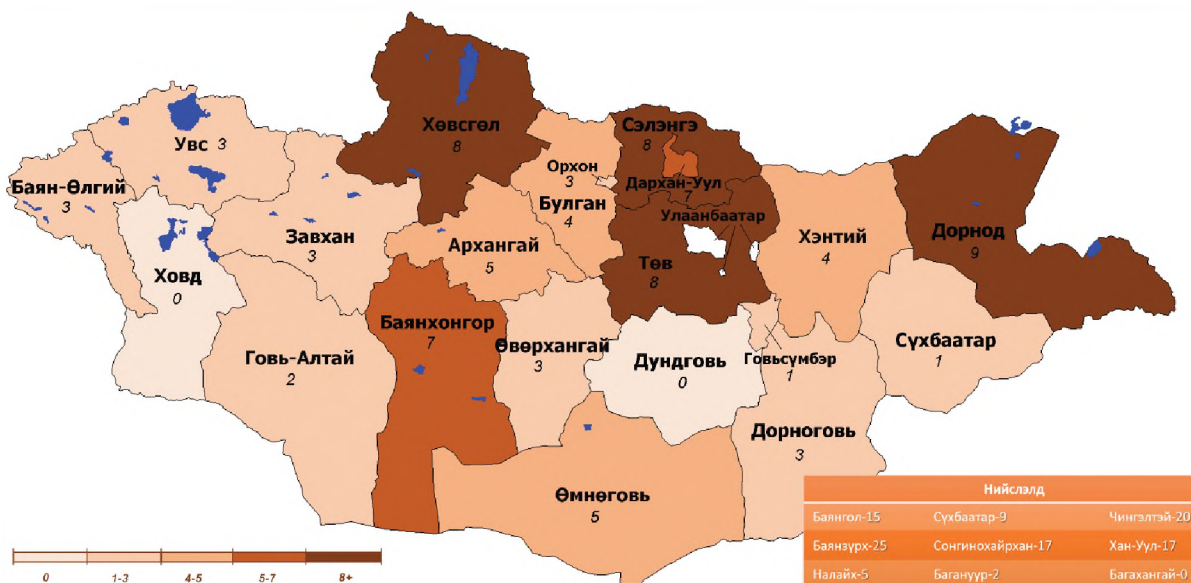 Хөвсгөл
8
Сэлэнгэ
8
Увс 3
Орхон
3
Дархан-Уул
7
Баян-Өлгий
3
Булган
4
Улаанбаатар
Завхан
3
Архангай
5
Хэнтий
4
Дорнод
9
Ховд
0
Төв
8
Баянхонгор
7
Говь-Алтай
2
Өвөрхангай
3
Дундговь
0
Говьсүмбэр
1
Сүхбаатар
1
Дорноговь
3
Өмнөговь
5
Нийслэлд
Баянгол-15 Сүхбаатар-9 Чингэлтэй-20
Баянзүрх-25 Сонгинохайрхан-17 Хан-Уул-17
Налайх-5 Багануур-2 Багахангай-0
0 1-3 4-5 5-7 8+